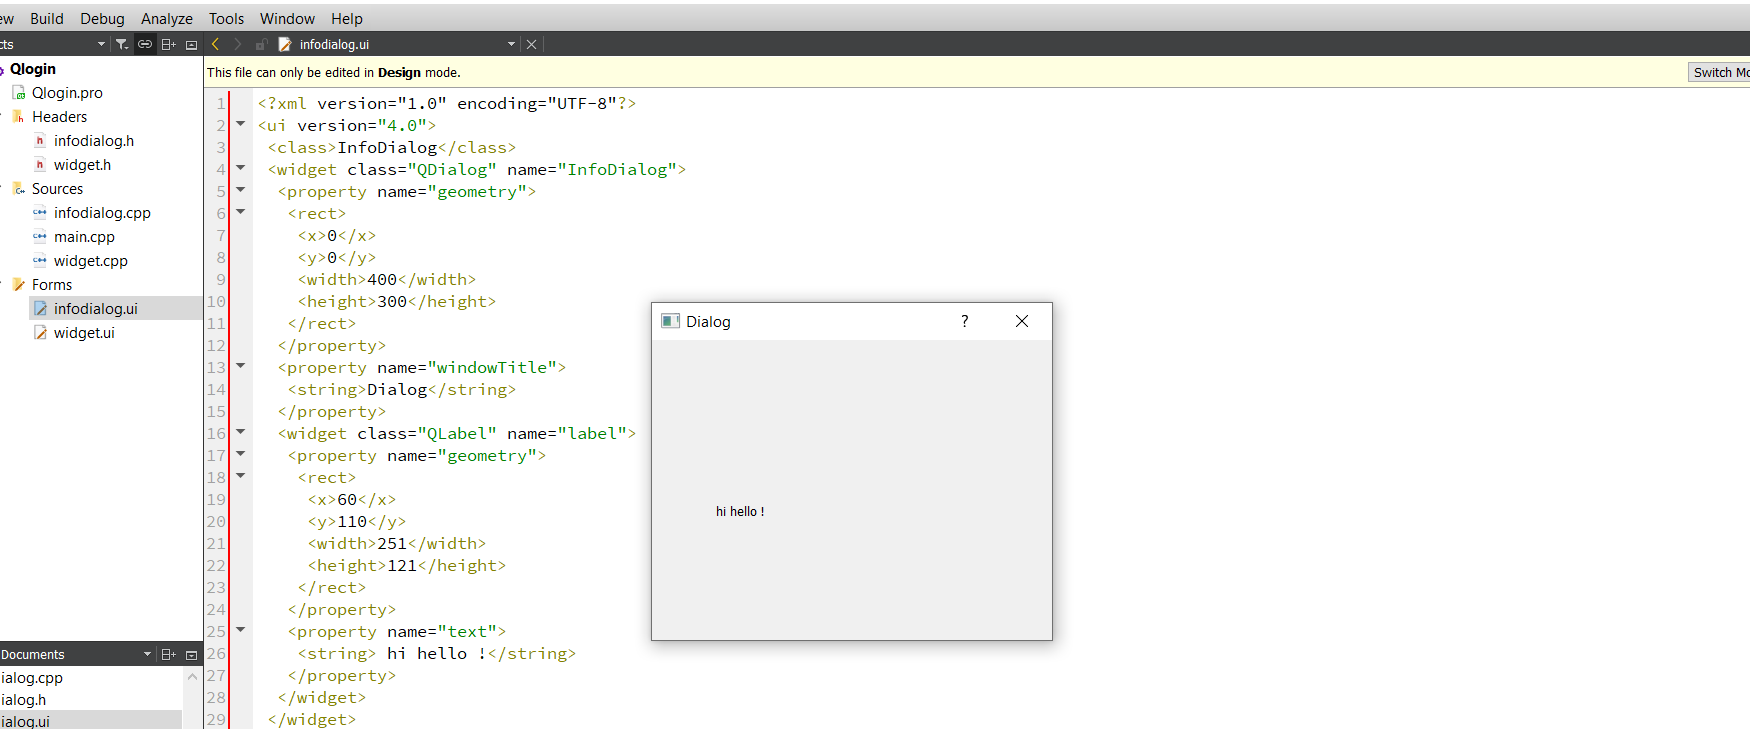 ew Build Debug Analyze Tools Window Help
cts
infodialog.ui
Qlogin
Qlogin.pro
Headers
infodialog.h
widget.h
Sources
infodialog.cpp
main.cpp
widget.cpp
Forms
infodialog.ui
widget.ui
Documents
ialog.cpp
ialog.h
ialog.ui
This file can only be edited in Design mode.
Switch Mo
1 <?xml version="1.0" encoding="UTF-8"?>
2 <ui version="4.0">
3 <class>InfoDialog</class>
4 <widget class="QDialog" name="InfoDialog">
5 <property name="geometry">
6 <rect>
7 <x>0</x>
8 <y>0</y>
9 <width>400</width>
10 <height>300</height>
11 </rect>
12 </property>
13 <property name="windowTitle">
14 <string>Dialog</string>
15 </property>
16 <widget class="QLabel" name="label">
17 <property name="geometry">
18 <rect>
19 <x>60</x>
20 <y>110</y>
21 <width>251</width>
22 <height>121</height>
23 </rect>
24 </property>
25 <property name="text">
26 <string> hi hello !</string>
27 </property>
28 </widget>
29 </widget>
Dialog ?
hi hello !